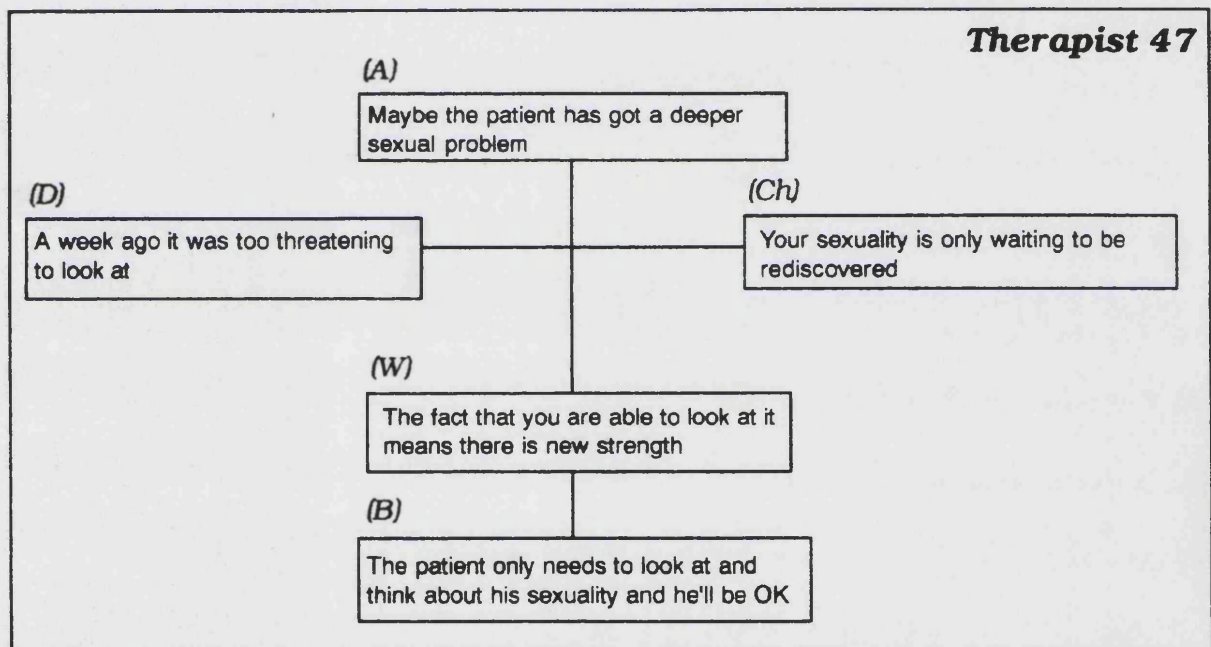 Therapist 47
(A)
Maybe the patient has got a deeper
sexual problem
(D)
A week ago it was too threatening
to look at
(Ch)
Your sexuality is only waiting to be
rediscovered
(W)
The fact that you are able to look at it
means there is new strength
(B)
The patient only needs to look at and
think about his sexuality and he'll be OK